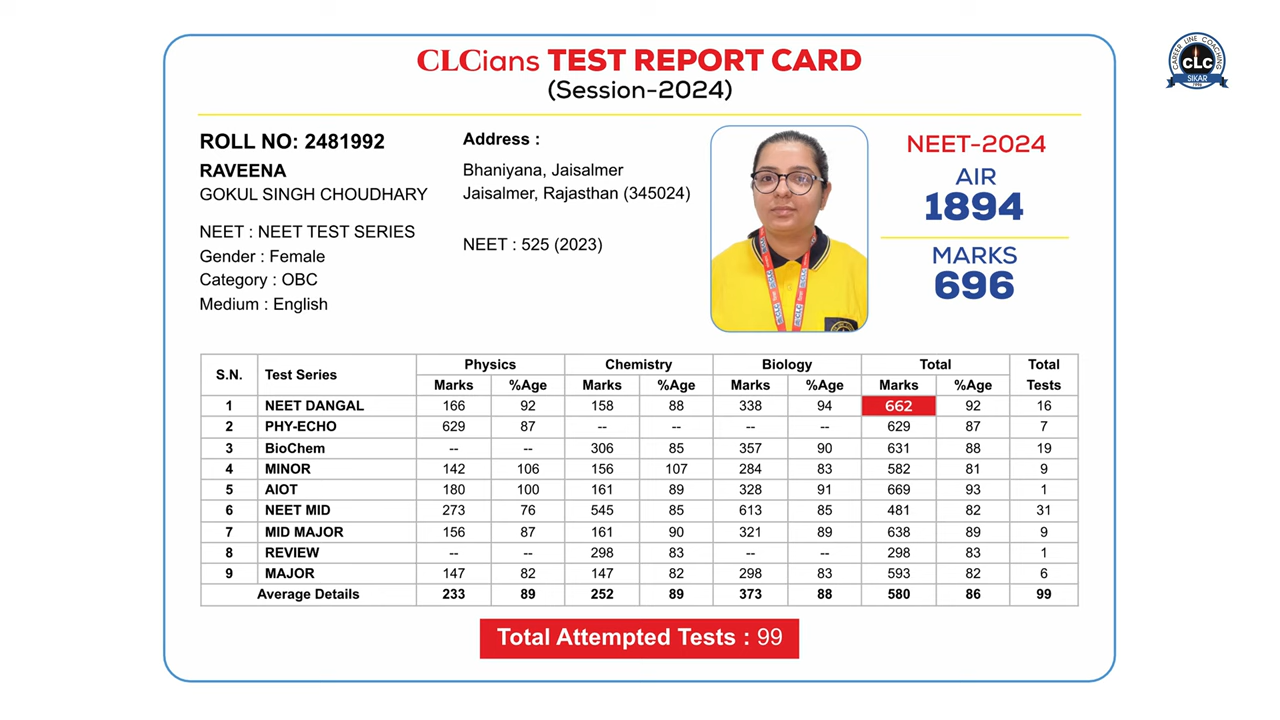 CLCians TEST REPORT CARD
(Session-2024)
CAREER LINE COACHING
CLC
SIKAR
1996
ROLL NO: 2481992
RAVEENA
GOKUL SINGH CHOUDHARY
NEET : NEET TEST SERIES
Gender : Female
Category : OBC
Medium : English
Address :
Bhaniyana, Jaisalmer
Jaisalmer, Rajasthan (345024)
NEET : 525 (2023)
NEET-2024
AIR
1894
MARKS
696
S.N. Test Series Physics Chemistry Biology Total Total Tests
Marks %Age Marks %Age Marks %Age Marks %Age
1 NEET DANGAL 166 92 158 88 338 94 662 92 16
2 PHY-ECHO 629 87 -- -- -- -- 629 87 7
3 BioChem -- -- 306 85 357 90 631 88 19
4 MINOR 142 106 156 107 284 83 582 81 9
5 AIOT 180 100 161 89 328 91 669 93 1
6 NEET MID 273 76 545 85 613 85 481 82 31
7 MID MAJOR 156 87 161 90 321 89 638 89 9
8 REVIEW -- -- 298 83 -- -- 298 83 1
9 MAJOR 147 82 147 82 298 83 593 82 6
Average Details 233 89 252 89 373 88 580 86 99
Total Attempted Tests : 99